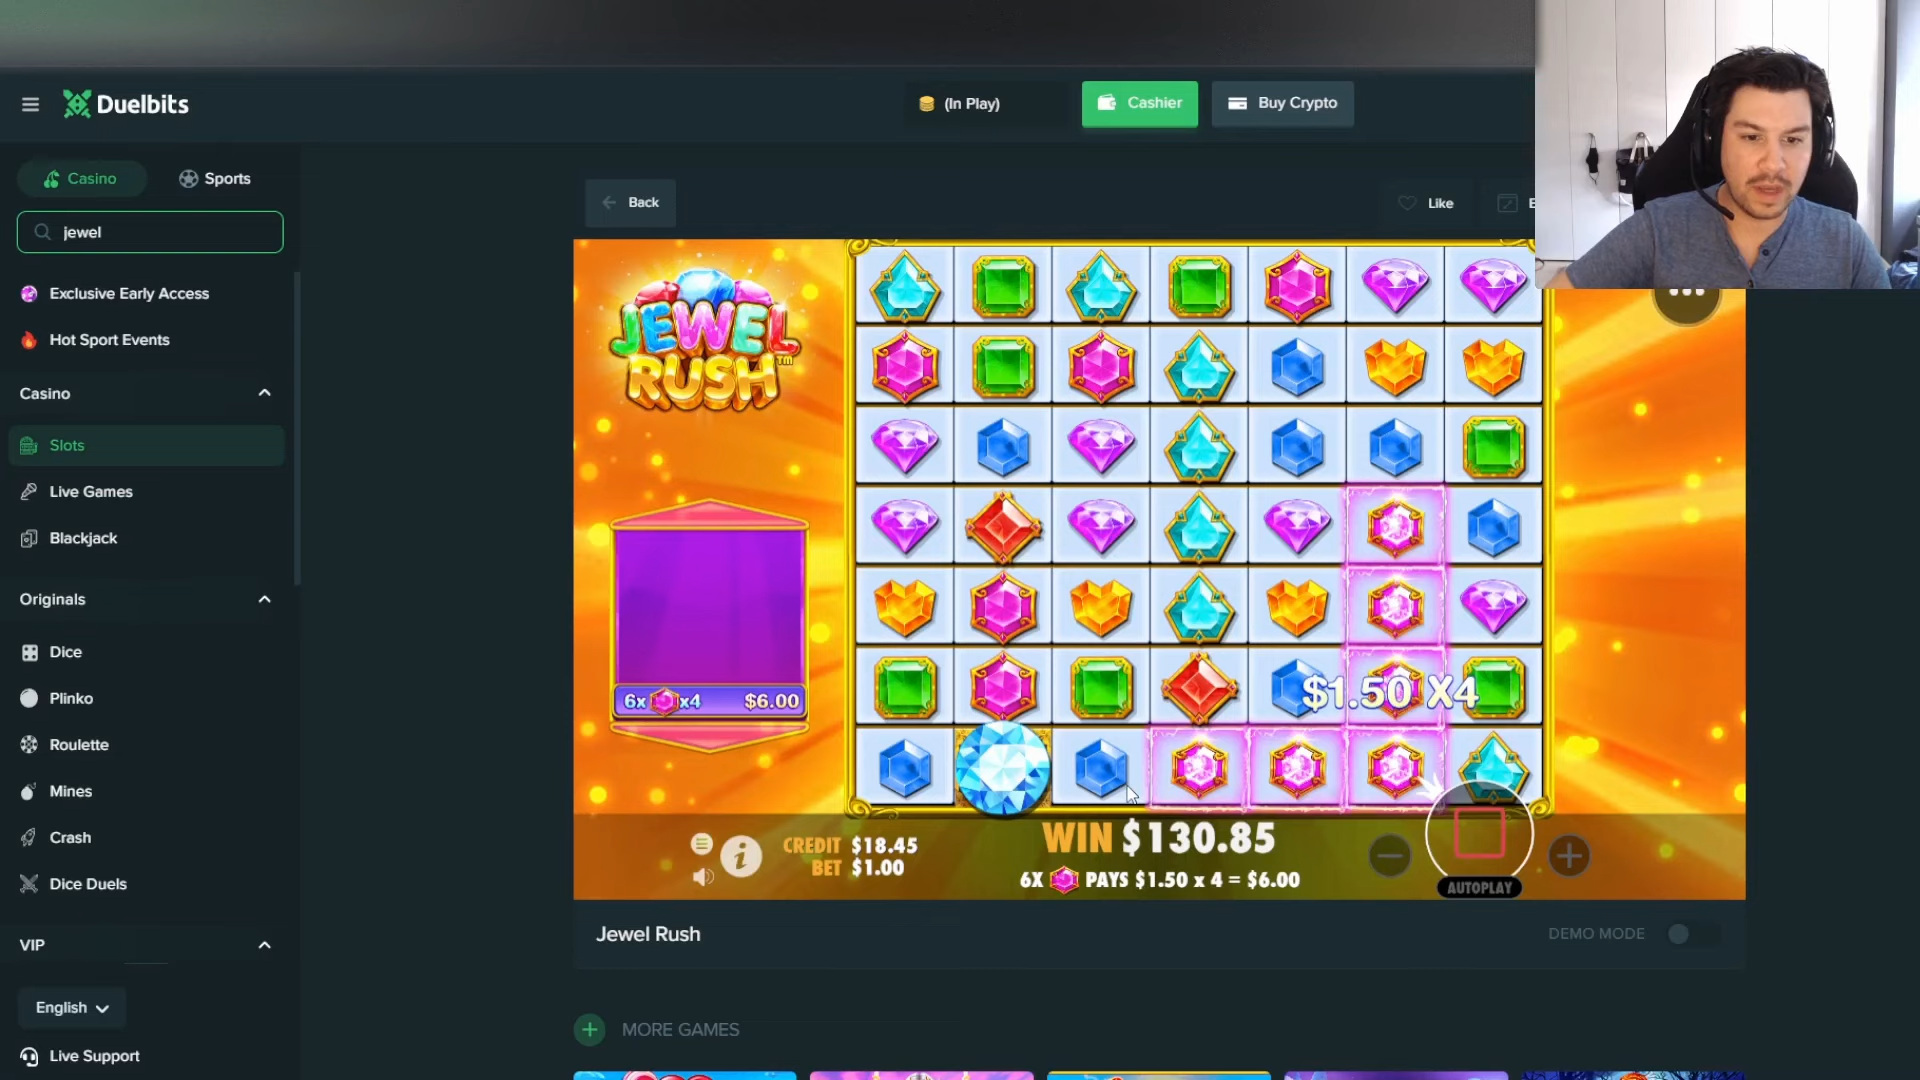 Duelbits
(In Play)
Cashier
Buy Crypto
Casino
Sports
jewel
Back
Like
Exclusive Early Access
Hot Sport Events
Casino
Slots
Live Games
Blackjack
Originals
Dice
Plinko
Roulette
Mines
Crash
Dice Duels
VIP
English
Live Support
JEWEL
RUSH™
6x x4 $6.00
$1.50 X4
CREDIT $18.45
BET $1.00
WIN $130.85
6X PAYS $1.50 x 4 = $6.00
AUTOPLAY
Jewel Rush
DEMO MODE
MORE GAMES